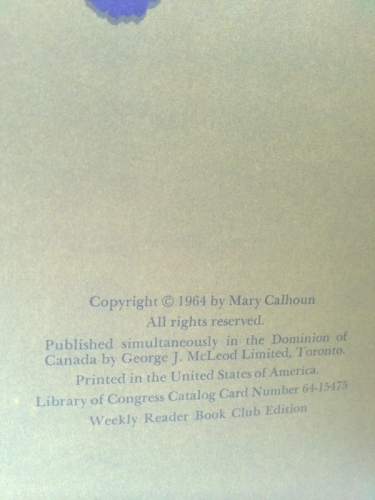 Copyright © 1964 by Mary Calhoun
All rights reserved.
Published simultaneously in the Dominion of
Canada by George J. McLeod Limited, Toronto.
Printed in the United States of America.
Library of Congress Catalog Card Number 64-15475
Weekly Reader Book Club Edition